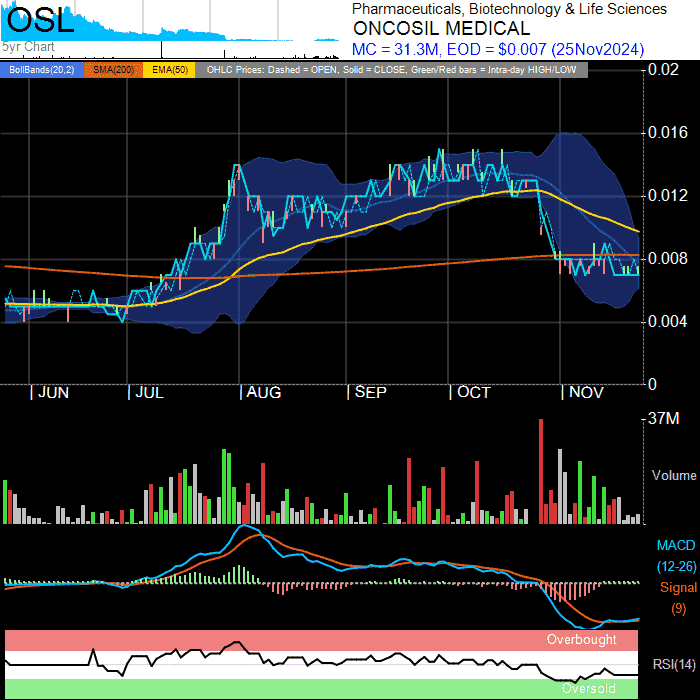 OSL
5yr Chart
Pharmaceuticals, Biotechnology & Life Sciences
ONCOSIL MEDICAL
MC = 31.3M, EOD = $0.007 (25Nov2024)
BollBands(20,2) SMA(200) EMA(50) OHLC Prices: Dashed = OPEN, Solid = CLOSE, Green/Red bars = Intra-day HIGH/LOW
0.02
0.016
0.012
0.008
0.004
0
JUN JUL AUG SEP OCT NOV
37M
Volume
MACD
(12-26)
Signal
(9)
Overbought
RSI(14)
Oversold